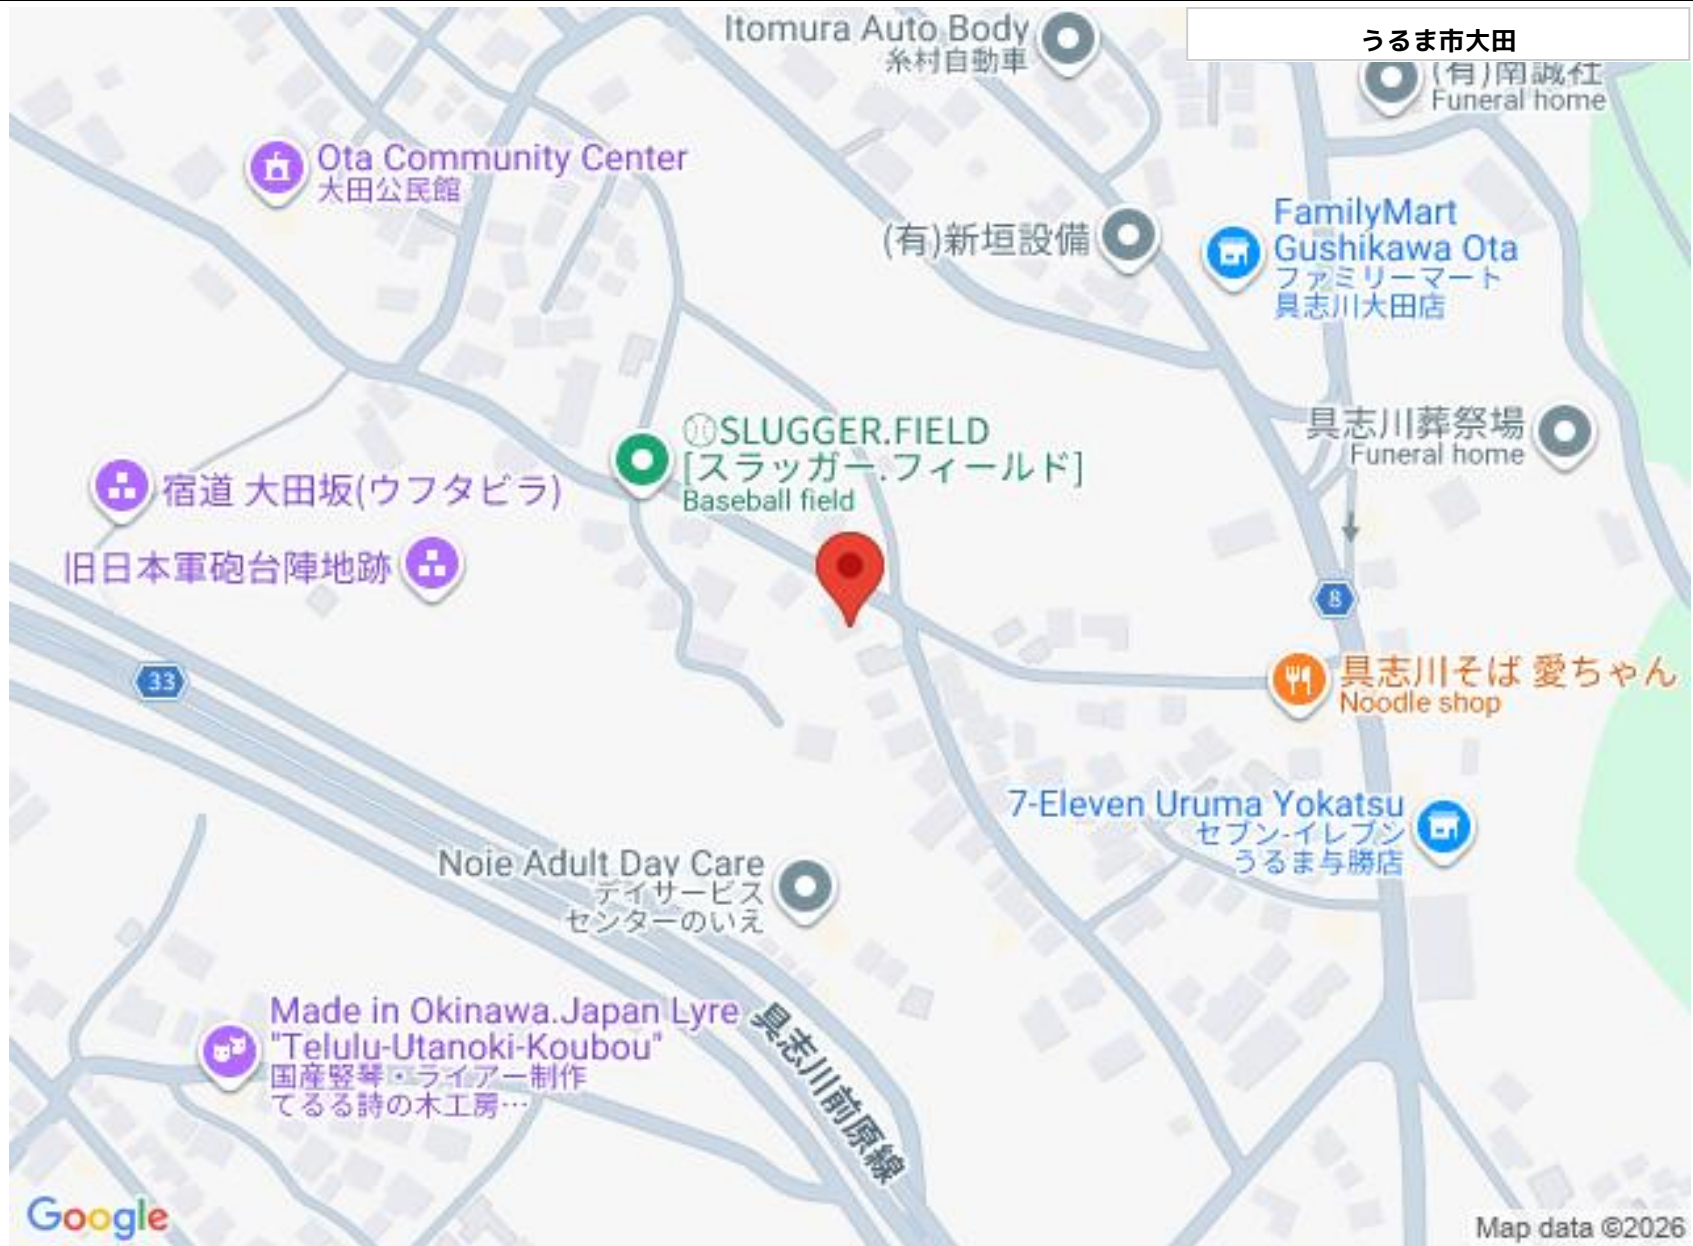 うるま市大田
Itomura Auto Body
糸村自動車
(有)南誠社
Funeral home
Ota Community Center
大田公民館
(有)新垣設備
FamilyMart
Gushikawa Ota
ファミリーマート
具志川大田店
SLUGGER.FIELD
[スラッガー.フィールド]
Baseball field
具志川葬祭場
Funeral home
宿道 大田坂(ウフタビラ)
旧日本軍砲台陣地跡
8
33
具志川そば 愛ちゃん
Noodle shop
7-Eleven Uruma Yokatsu
セブン-イレブン
うるま与勝店
Noie Adult Day Care
デイサービス
センターのいえ
Made in Okinawa.Japan Lyre
"Telulu-Utanoki-Koubou"
国産竪琴・ライアー制作
てるる詩の木工房…
具志川前原線
Google
Map data ©2026